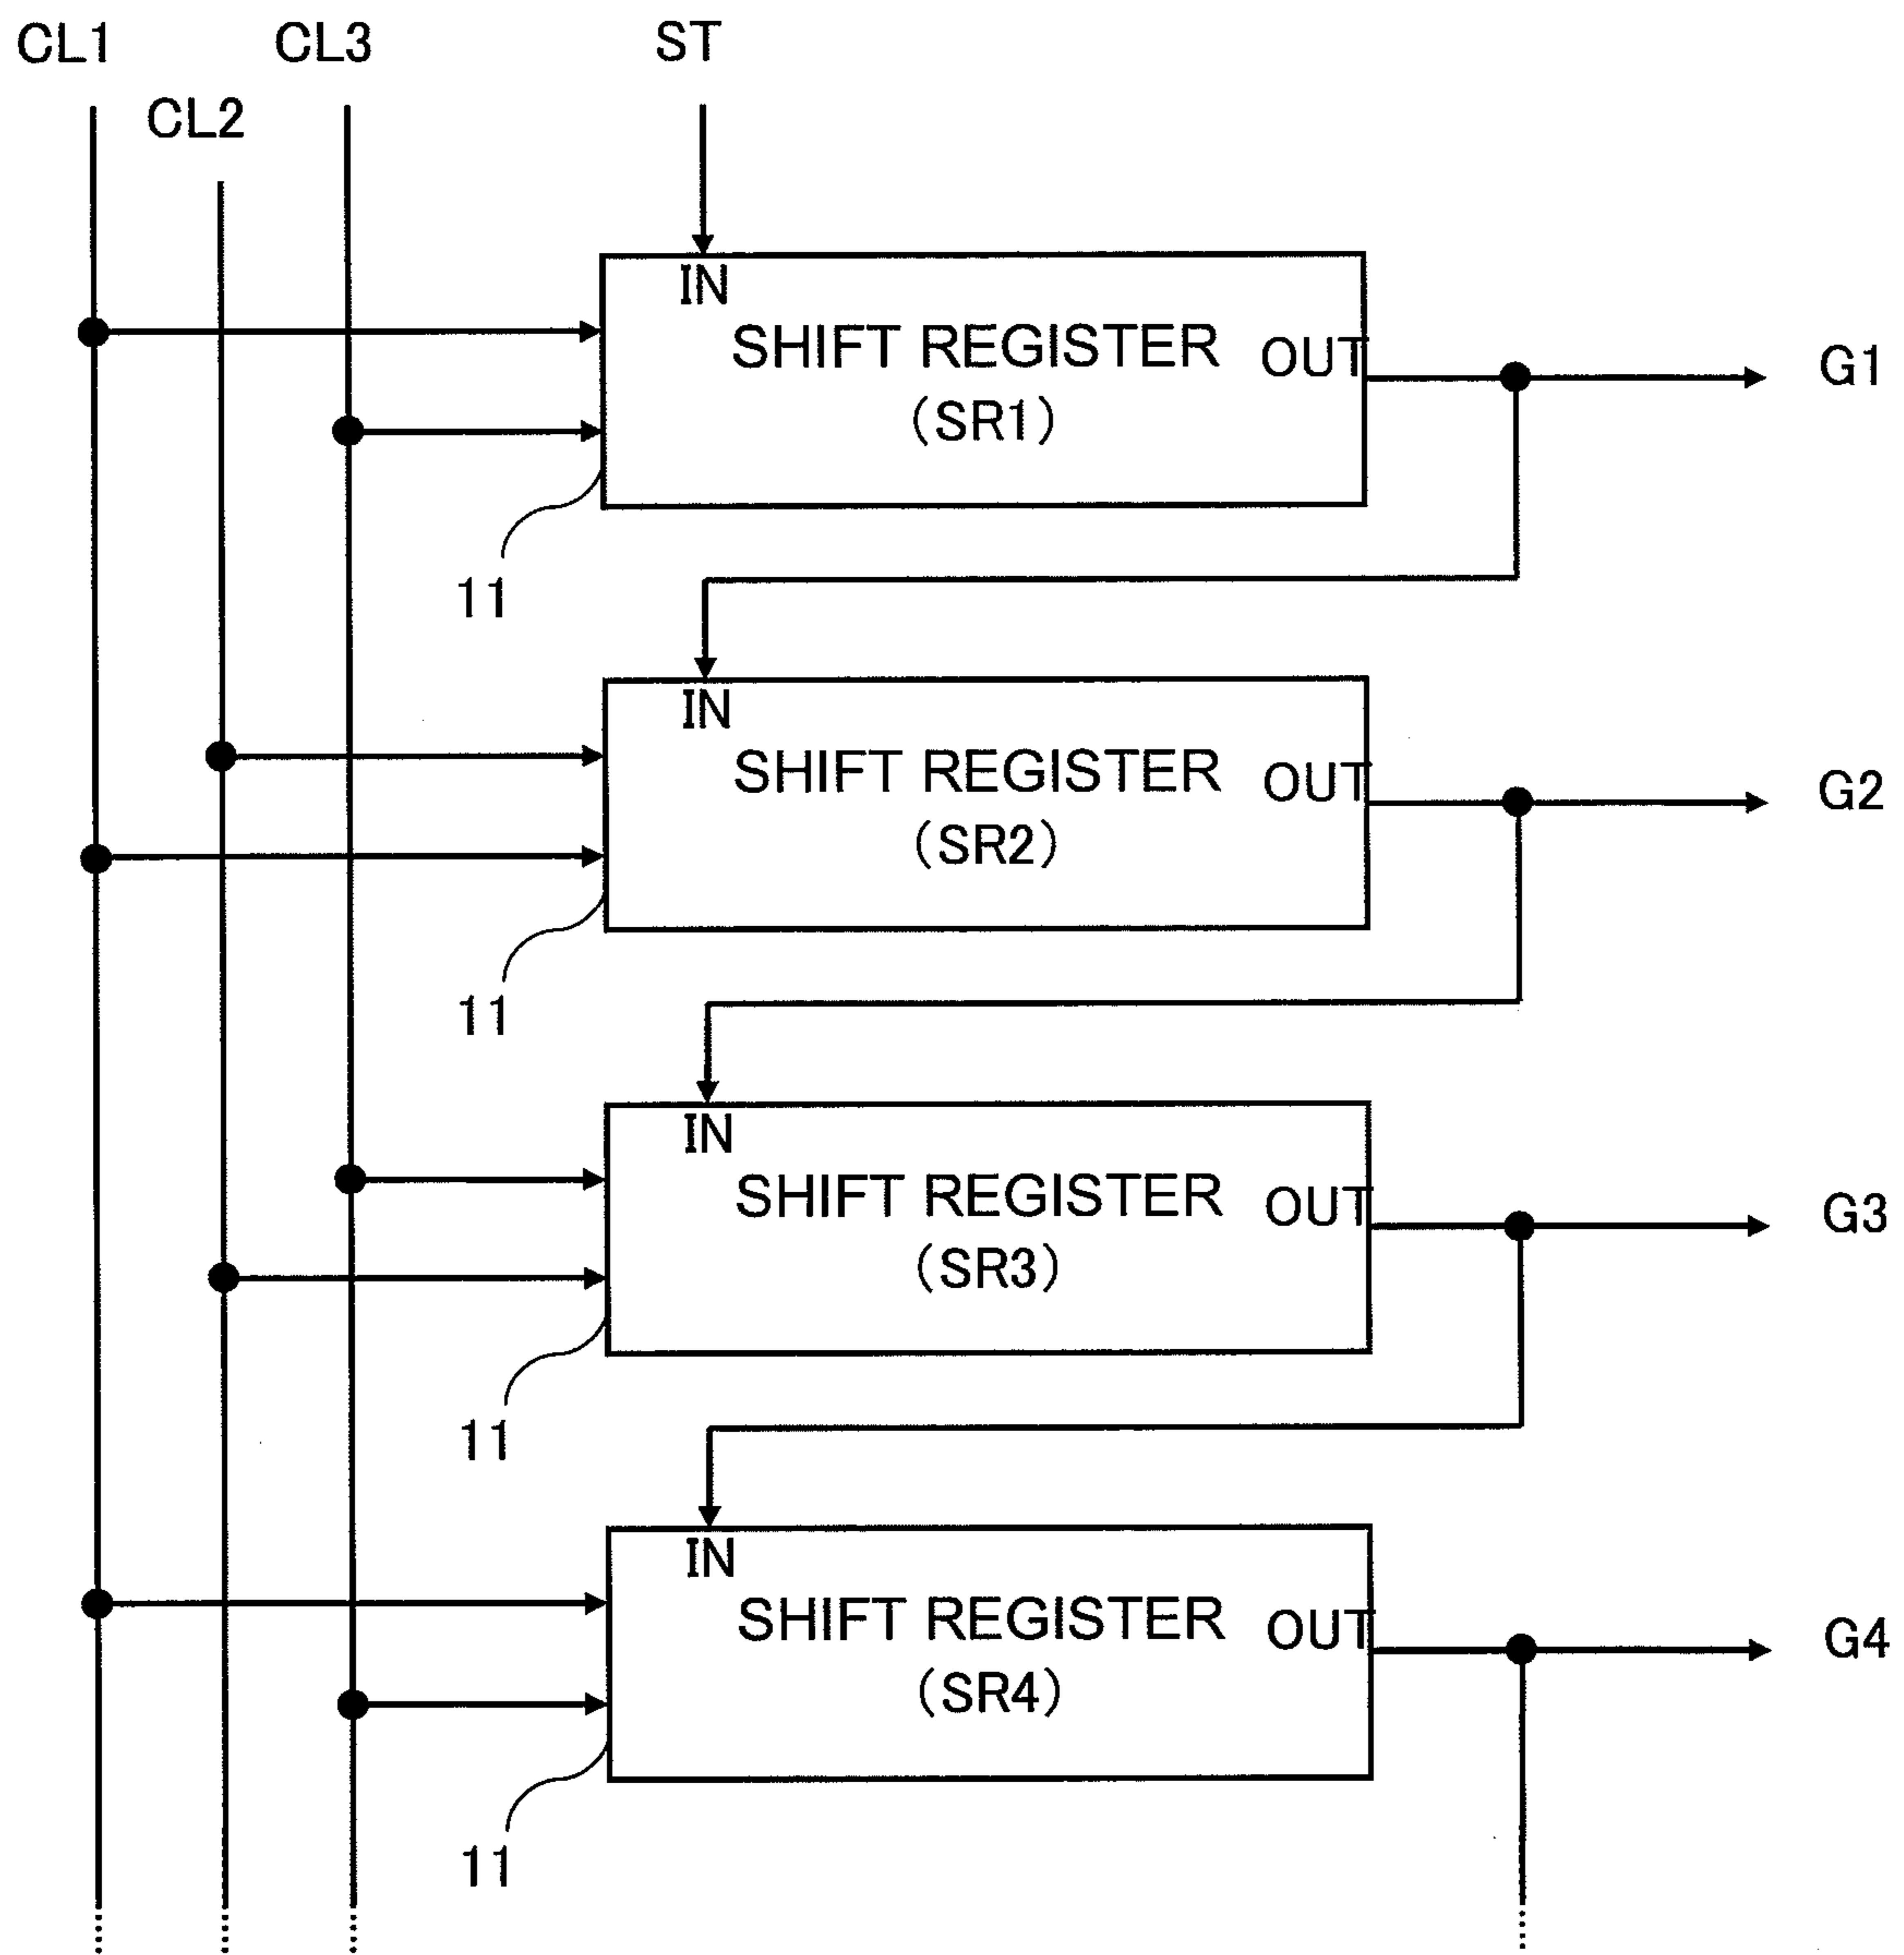 CL1
CL3
ST
CL2
IN
SHIFT REGISTER
OUT
(SR1)
G1
11
IN
SHIFT REGISTER
OUT
(SR2)
G2
11
IN
SHIFT REGISTER
OUT
(SR3)
G3
11
IN
SHIFT REGISTER
OUT
(SR4)
G4
11